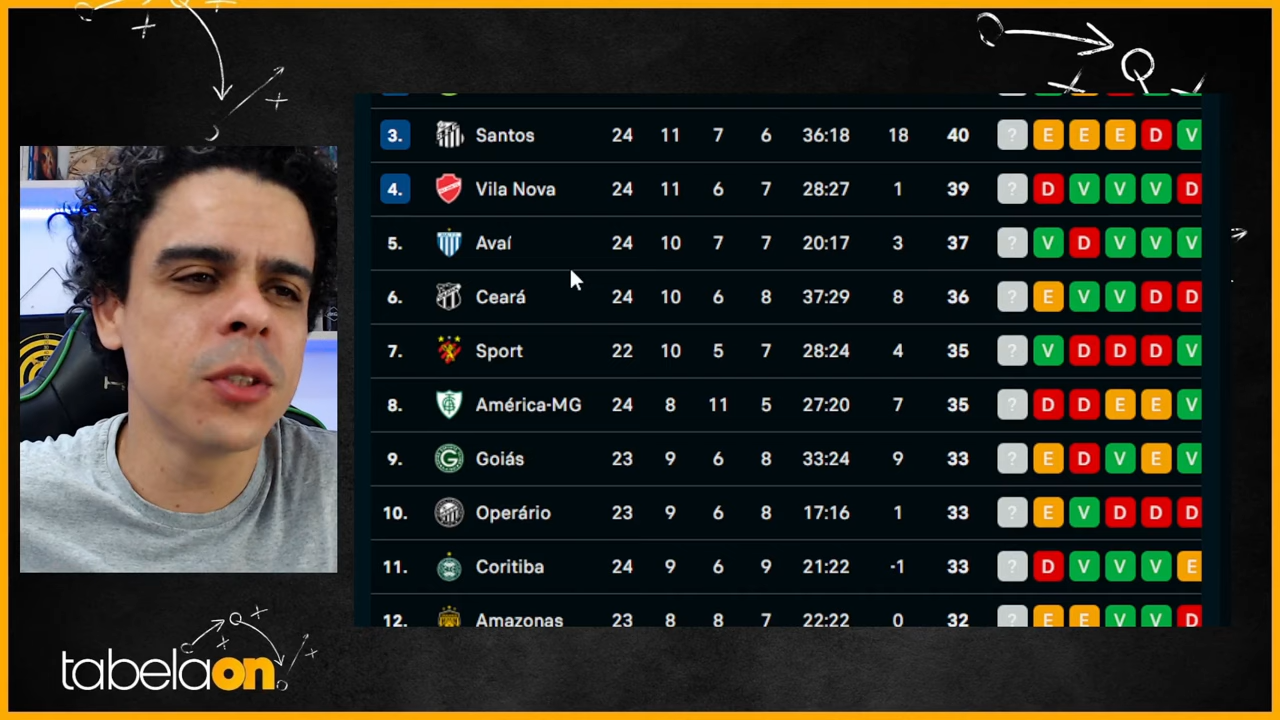 3. Santos 24 11 7 6 36:18 18 40 ? E E E D V
4. Vila Nova 24 11 6 7 28:27 1 39 ? D V V V D
5. Avaí 24 10 7 7 20:17 3 37 ? V D V V V
6. Ceará 24 10 6 8 37:29 8 36 ? E V V D D
7. Sport 22 10 5 7 28:24 4 35 ? V D D D V
8. América-MG 24 8 11 5 27:20 7 35 ? D D E E V
9. Goiás 23 9 6 8 33:24 9 33 ? E D V E V
10. Operário 23 9 6 8 17:16 1 33 ? E V D D D
11. Coritiba 24 9 6 9 21:22 -1 33 ? D V V V E
12. Amazonas 23 8 8 7 22:22 0 32 ? E E V V D
tabelaon